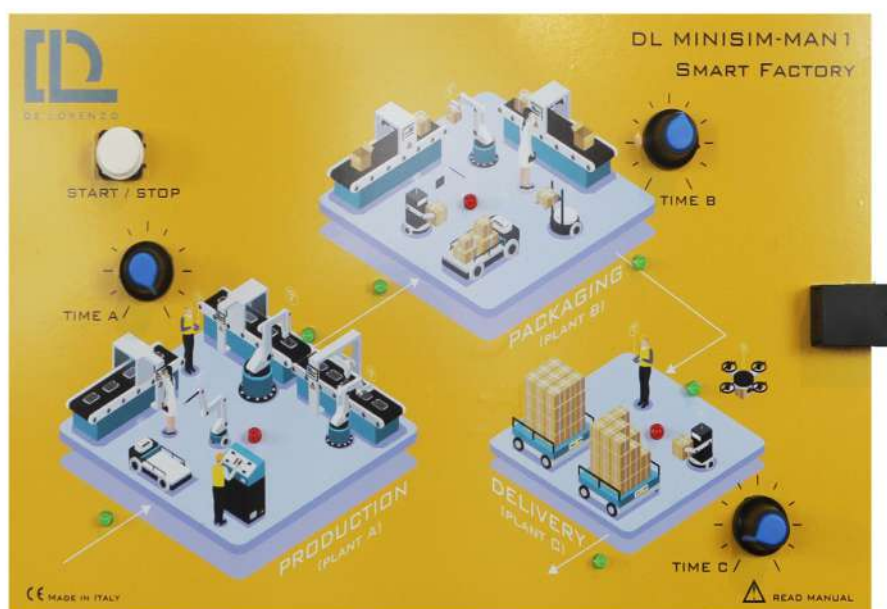 DE LORENZO
DL MINISIM-MAN1
SMART FACTORY
START / STOP
TIME B
TIME A
PACKAGING
(PLANT B)
PRODUCTION
(PLANT A)
DELIVERY
(PLANT C)
TIME C
CE MADE IN ITALY
READ MANUAL